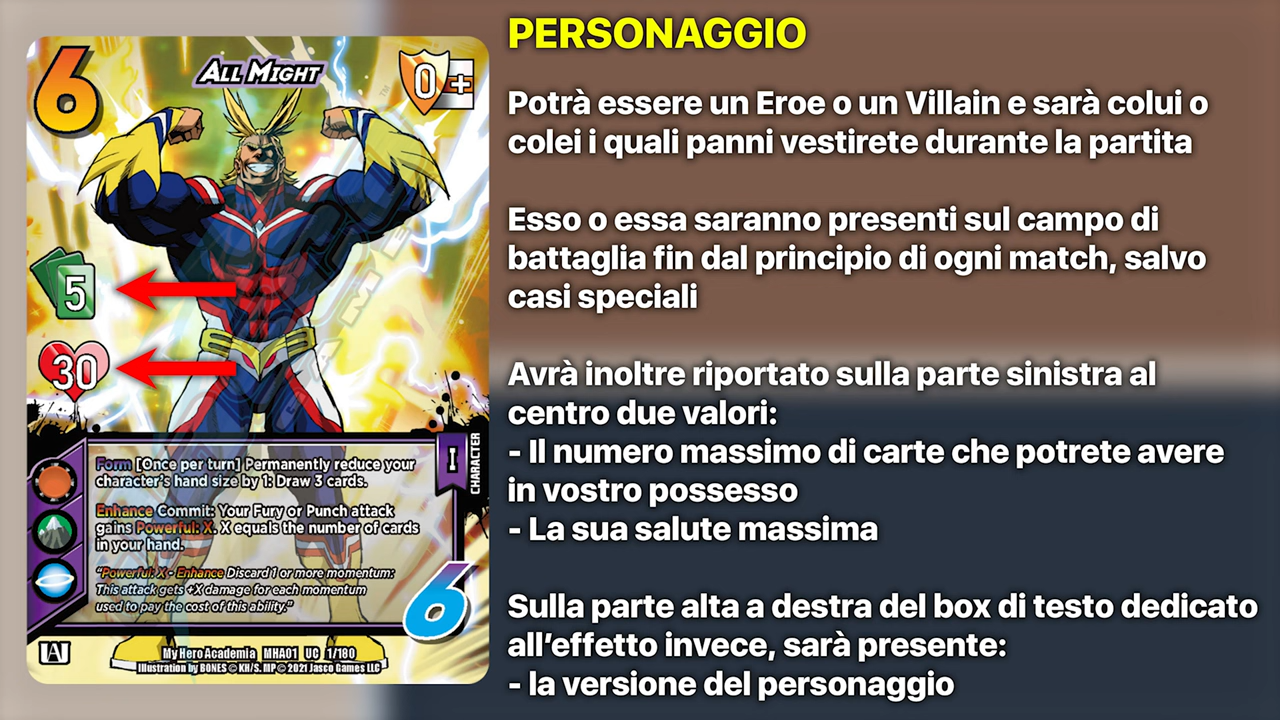 6
ALL MIGHT
0 +
5
30
I
CHARACTER
Form [Once per turn] Permanently reduce your
character's hand size by 1: Draw 3 cards.
Enhance Commit: Your Fury or Punch attack
gains Powerful: X. X equals the number of cards
in your hand.
"Powerful: X - Enhance Discard 1 or more momentum:
This attack gets +X damage for each momentum
used to pay the cost of this ability."
6
UA
My Hero Academia MHA01 UC 1/180
Illustration by BONES © KH/S. MP © 2021 Jasco Games LLC
PERSONAGGIO
Potrà essere un Eroe o un Villain e sarà colui o
colei i quali panni vestirete durante la partita
Esso o essa saranno presenti sul campo di
battaglia fin dal principio di ogni match, salvo
casi speciali
Avrà inoltre riportato sulla parte sinistra al
centro due valori:
- Il numero massimo di carte che potrete avere
in vostro possesso
- La sua salute massima
Sulla parte alta a destra del box di testo dedicato
all’effetto invece, sarà presente:
- la versione del personaggio